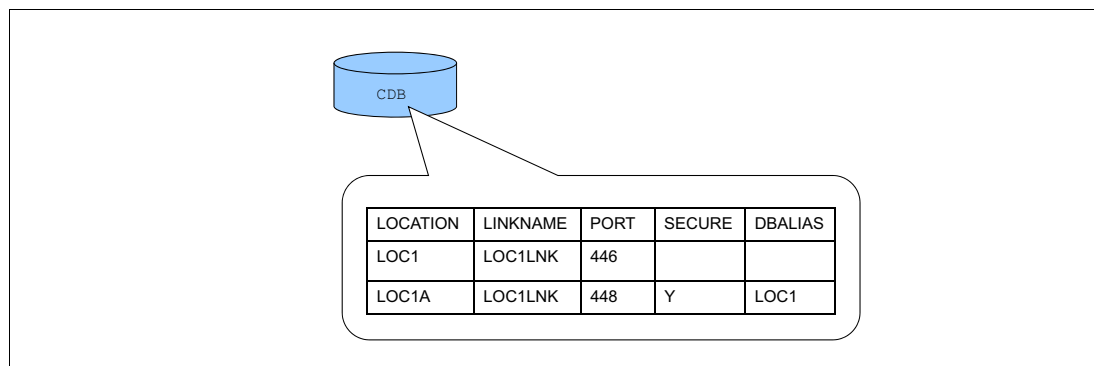 CDB
LOCATION LINKNAME PORT SECURE DBALIAS
LOC1 LOC1LNK 446
LOC1A LOC1LNK 448 Y LOC1